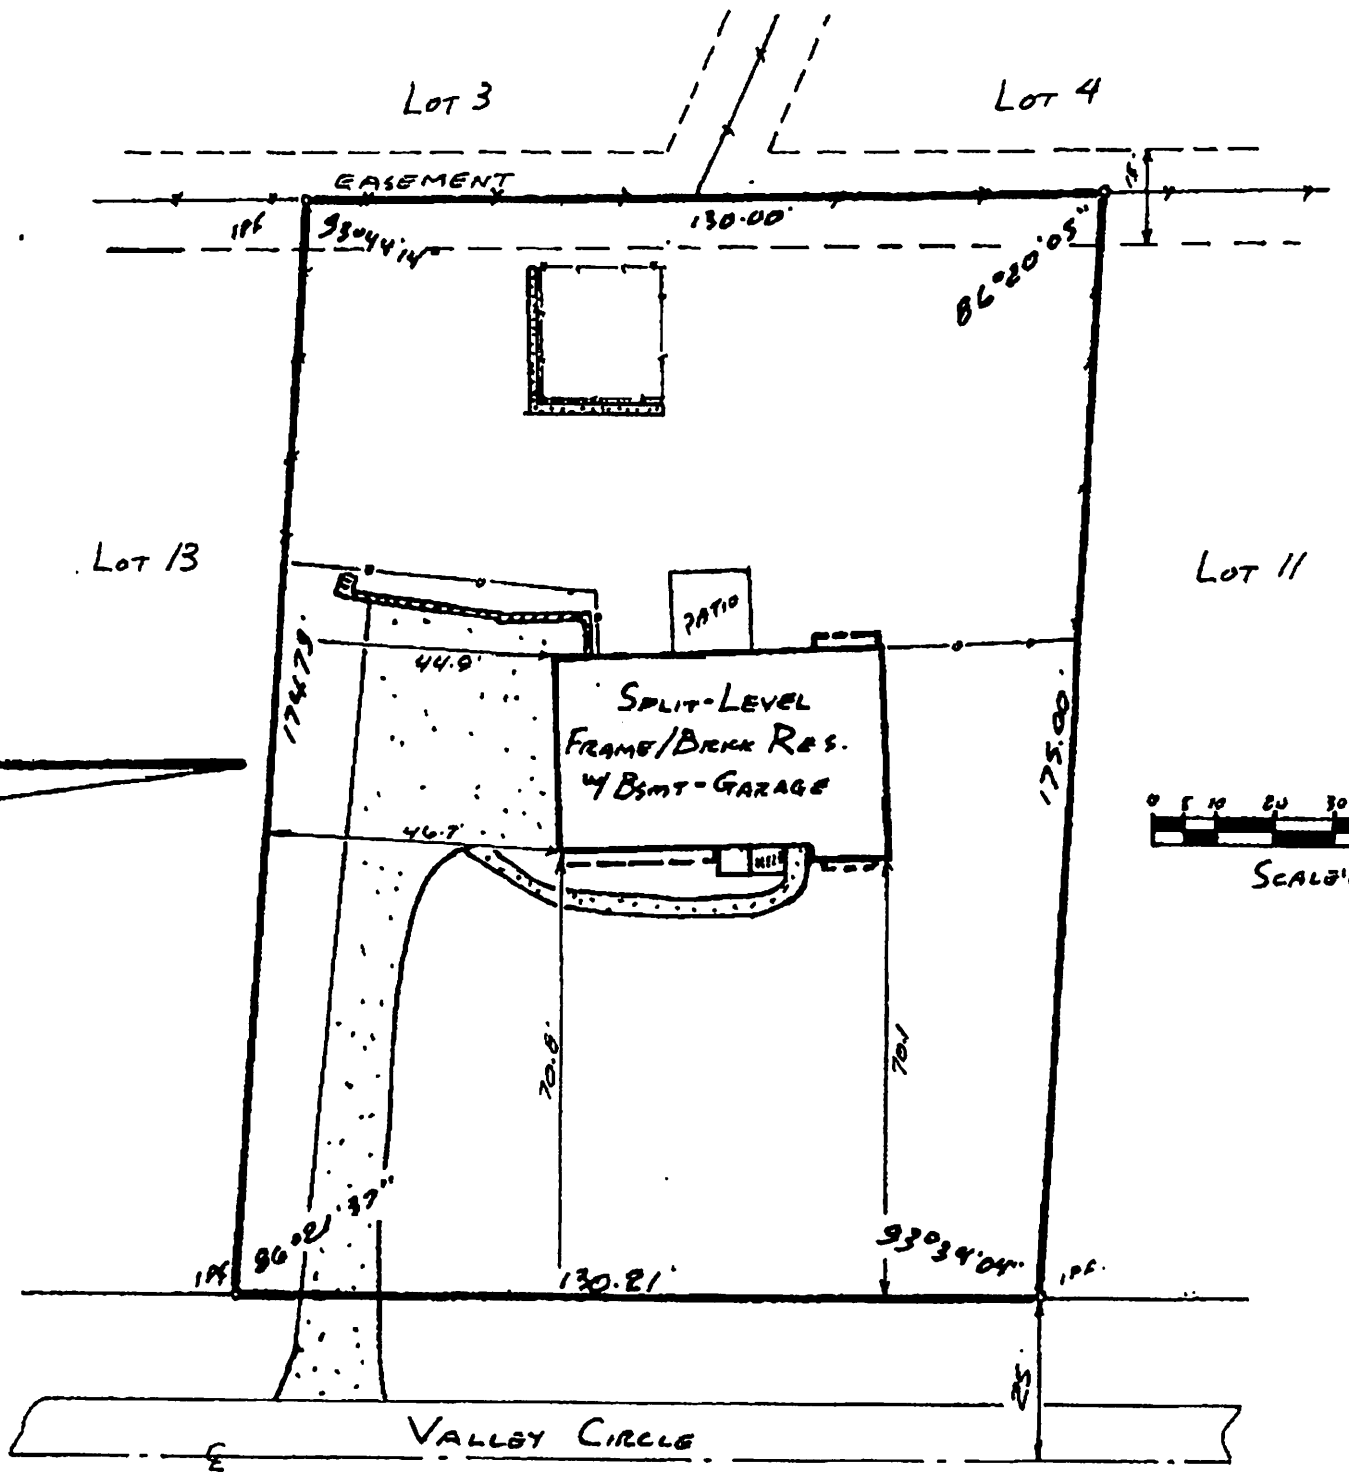 LOT 3
LOT 4
EASEMENT
130.00'
IPF
93°44'14"
86°20'05"
LOT 13
LOT 11
PATIO
174.79'
44.9'
SPLIT-LEVEL
FRAME/BRICK RES.
W/ BSMT-GARAGE
175.00'
0 5 10 20 30
SCALE
46.7'
70.8'
70.1
86°21'37"
93°34'04"
IPF
130.21'
IPF
25'
VALLEY CIRCLE
℄